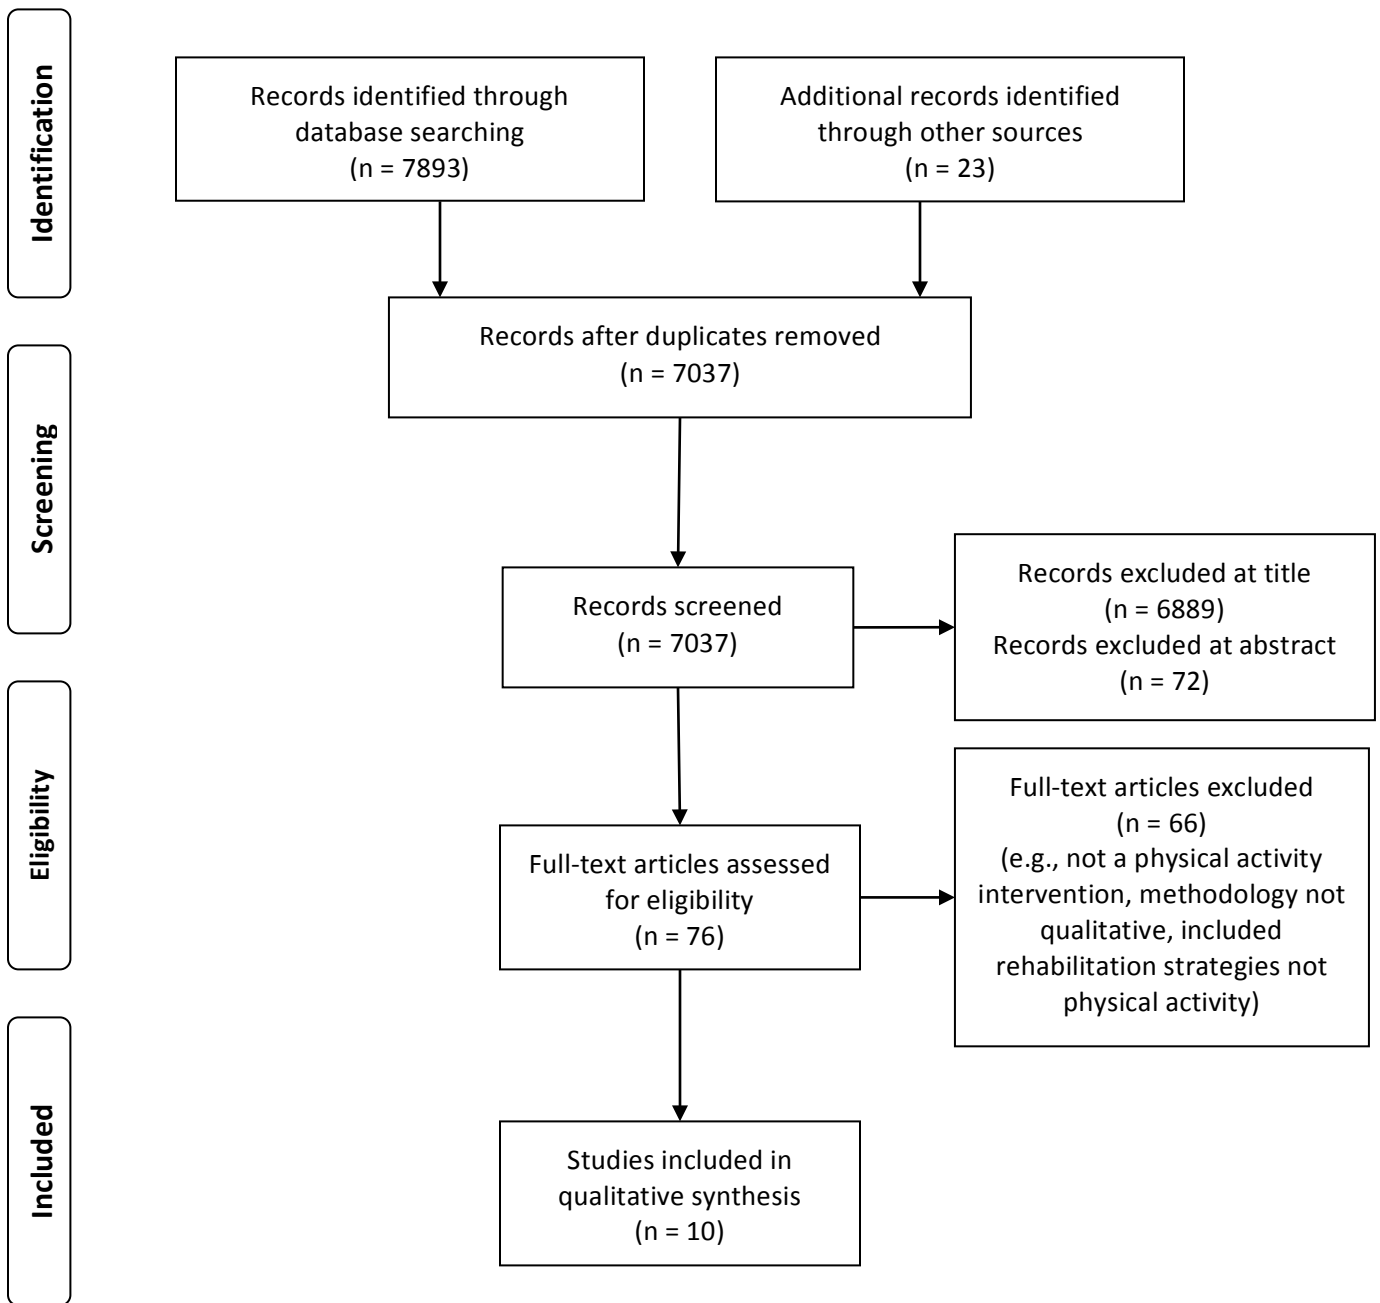 Identification
Records identified through
database searching
(n = 7893)
Additional records identified
through other sources
(n = 23)
Records after duplicates removed
(n = 7037)
Screening
Records screened
(n = 7037)
Records excluded at title
(n = 6889)
Records excluded at abstract
(n = 72)
Eligibility
Full-text articles assessed
for eligibility
(n = 76)
Full-text articles excluded
(n = 66)
(e.g., not a physical activity
intervention, methodology not
qualitative, included
rehabilitation strategies not
physical activity)
Included
Studies included in
qualitative synthesis
(n = 10)